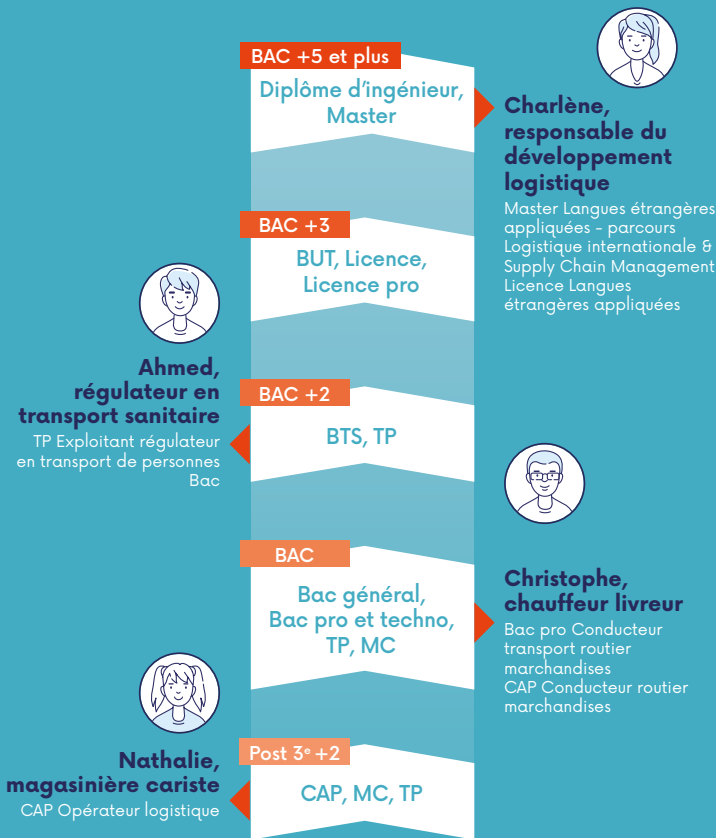 BAC +5 et plus
Diplôme d'ingénieur,
Master
Charlène,
responsable du
développement
logistique
Master Langues étrangères
appliquées - parcours
Logistique internationale &
Supply Chain Management
Licence Langues
étrangères appliquées
BAC +3
BUT, Licence,
Licence pro
Ahmed,
régulateur en
transport sanitaire
TP Exploitant régulateur
en transport de personnes
Bac
BAC +2
BTS, TP
BAC
Bac général,
Bac pro et techno,
TP, MC
Christophe,
chauffeur livreur
Bac pro Conducteur
transport routier
marchandises
CAP Conducteur routier
marchandises
Nathalie,
magasinière cariste
CAP Opérateur logistique
Post 3ᵉ +2
CAP, MC, TP